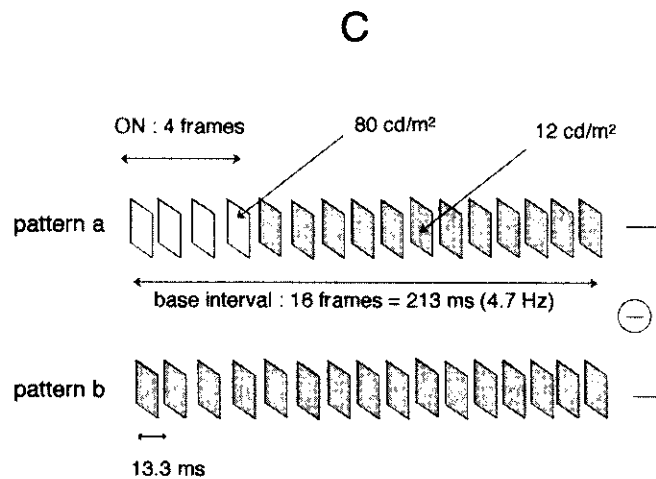 C
ON : 4 frames
80 cd/m²
12 cd/m²
pattern a
base interval : 16 frames = 213 ms (4.7 Hz)
pattern b
13.3 ms